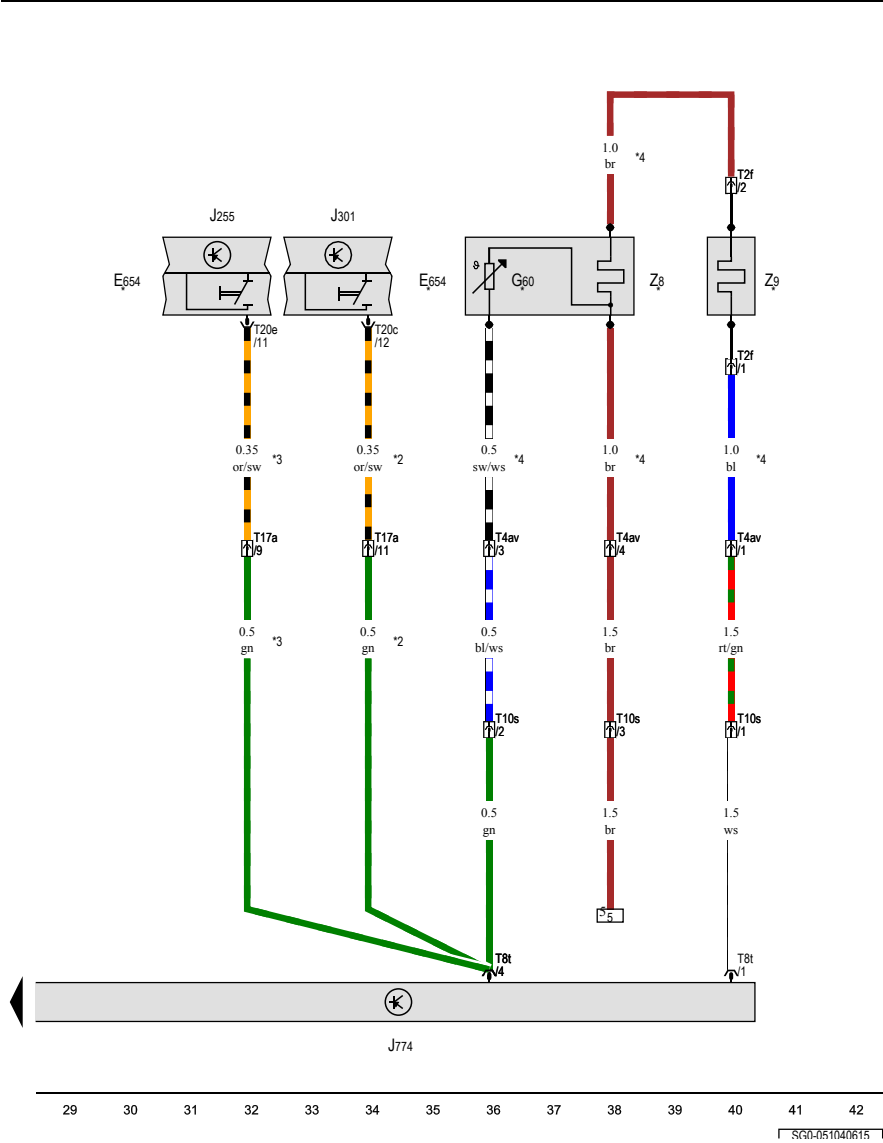 1.0
br
*4
T2f
/2
J255
J301
E654
*
E654
*
ϑ
G60
*
Z8
*
Z9
*
T20e
/11
T20c
/12
T2f
/1
0.35
or/sw
*3
0.35
or/sw
*2
0.5
sw/ws
*4
1.0
br
*4
1.0
bl
*4
T17a
/9
T17a
/11
T4av
/3
T4av
/4
T4av
/1
0.5
gn
*3
0.5
gn
*2
0.5
bl/ws
1.5
br
1.5
rt/gn
T10s
/2
T10s
/3
T10s
/1
0.5
gn
1.5
br
1.5
ws
5
5
T8t
/4
T8t
/1
J774
29 30 31 32 33 34 35 36 37 38 39 40 41 42
SG0-051040615